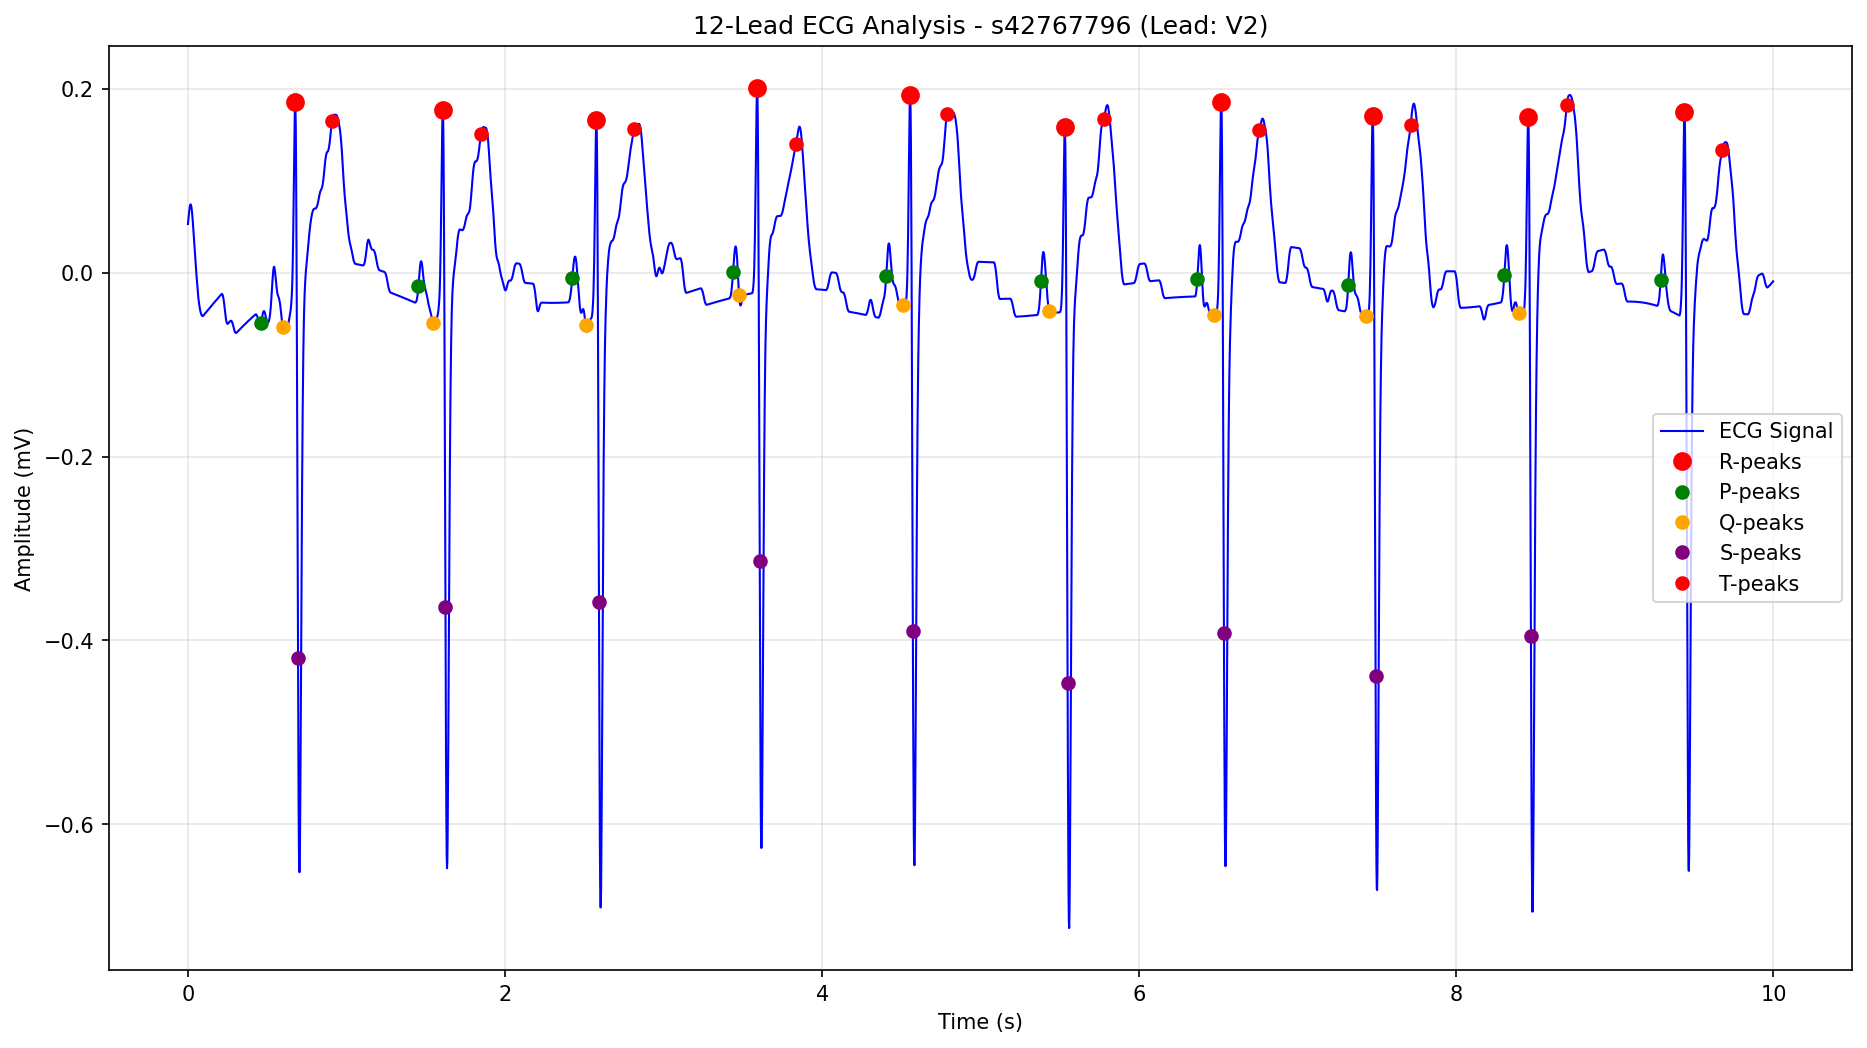 12-Lead ECG Analysis - s42767796 (Lead: V2)
Amplitude (mV)
0.2
0.0
−0.2
−0.4
−0.6
ECG Signal
R-peaks
P-peaks
Q-peaks
S-peaks
T-peaks
0 2 4 6 8 10
Time (s)